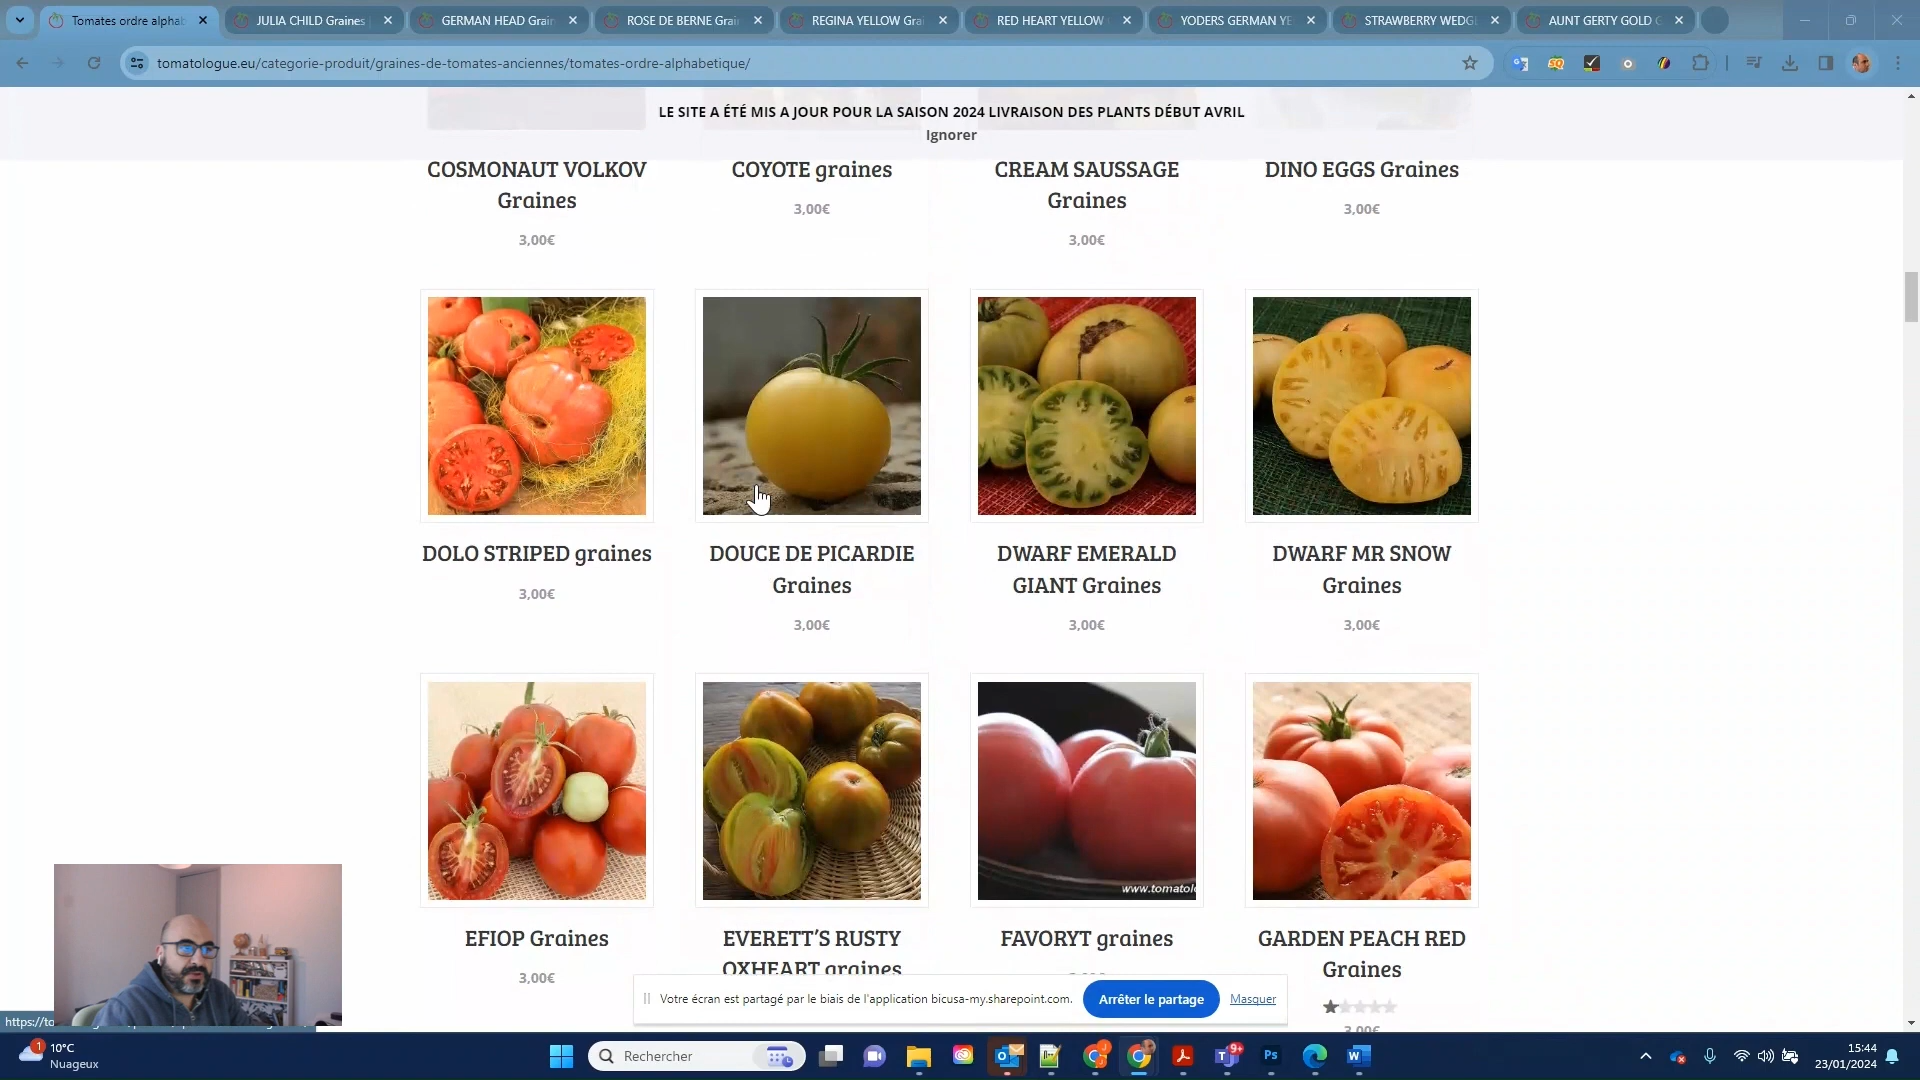 Tomates ordre alphab
JULIA CHILD Graines
GERMAN HEAD Grain
ROSE DE BERNE Grai
REGINA YELLOW Gra
RED HEART YELLOW
YODERS GERMAN YE
STRAWBERRY WEDG
AUNT GERTY GOLD G
tomatologue.eu/categorie-produit/graines-de-tomates-anciennes/tomates-ordre-alphabetique/
LE SITE A ÉTÉ MIS A JOUR POUR LA SAISON 2024 LIVRAISON DES PLANTS DÉBUT AVRIL
Ignorer
COSMONAUT VOLKOV
Graines
3,00€
COYOTE graines
3,00€
CREAM SAUSSAGE
Graines
3,00€
DINO EGGS Graines
3,00€
DOLO STRIPED graines
3,00€
DOUCE DE PICARDIE
Graines
3,00€
DWARF EMERALD
GIANT Graines
3,00€
DWARF MR SNOW
Graines
3,00€
www.tomatol
EFIOP Graines
3,00€
EVERETT'S RUSTY
OXHEART graines
FAVORYT graines
GARDEN PEACH RED
Graines
3,00€
Votre écran est partagé par le biais de l'application bicusa-my.sharepoint.com.
Arrêter le partage
Masquer
https://to
1
10°C
Nuageux
Rechercher
9+
Ps
15:44
23/01/2024